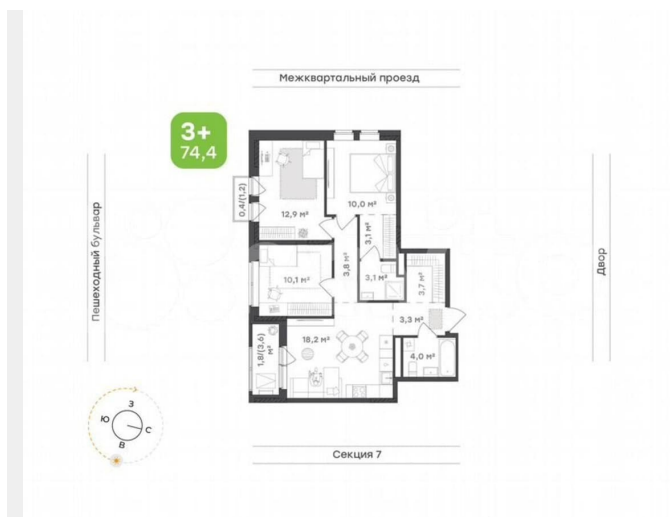 Межквартальный проезд
3+
74,4
Пешеходный бульвар
0,4/(1,2)
12,9 м²
10,0 м²
3,1 м²
3,8
3,1 м²
10,1 м²
3,7
3,3 м²
1,8/(3,6)
м²
18,2 м²
4,0 м²
Двор
З
Ю
С
В
Секция 7